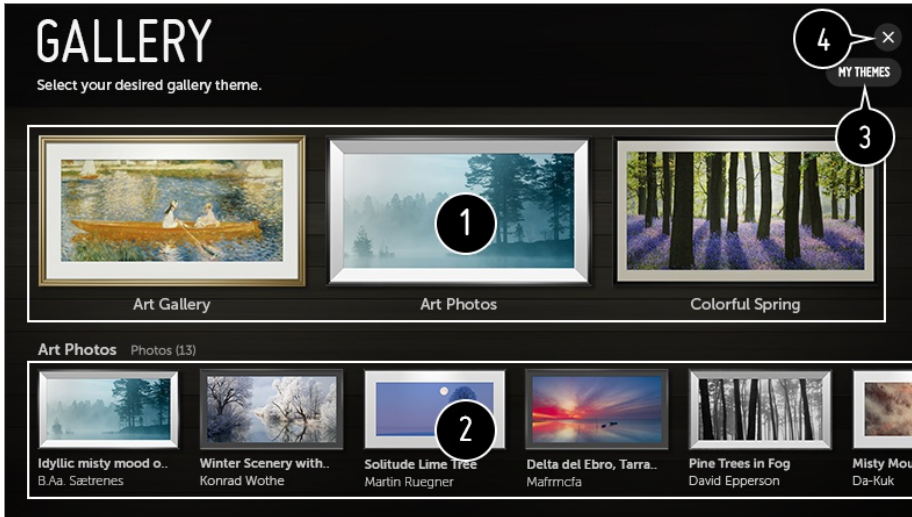 GALLERY
Select your desired gallery theme.
4
MY THEMES
3
1
Art Gallery
Art Photos
Colorful Spring
Art Photos Photos (13)
2
Idyllic misty mood o.. Winter Scenery with.. Solitude Lime Tree Delta del Ebro, Tarra.. Pine Trees in Fog Misty Mou
B.Aa. Sætrenes Konrad Wothe Martin Ruegner Mafrmcfa David Epperson Da-Kuk